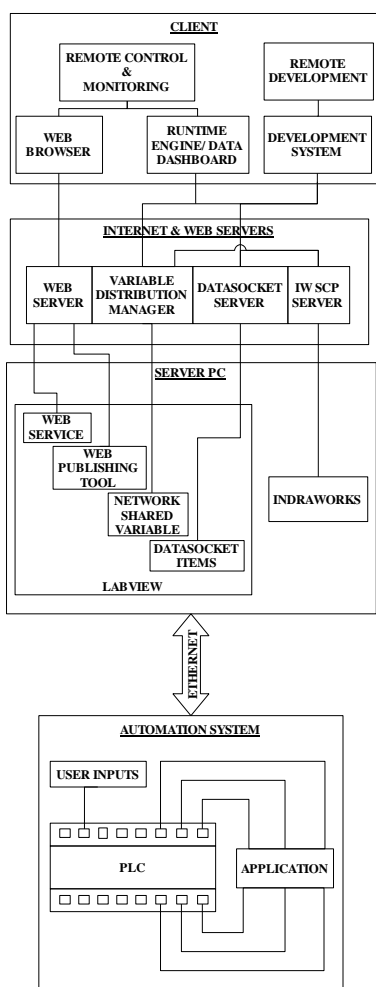 CLIENT
REMOTE CONTROL
&
MONITORING
REMOTE
DEVELOPMENT
WEB
BROWSER
RUNTIME
ENGINE/ DATA
DASHBOARD
DEVELOPMENT
SYSTEM
INTERNET & WEB SERVERS
WEB
SERVER
VARIABLE
DISTRIBUTION
MANAGER
DATASOCKET
SERVER
IW SCP
SERVER
SERVER PC
WEB
SERVICE
WEB
PUBLISHING
TOOL
NETWORK
SHARED
VARIABLE
INDRAWORKS
DATASOCKET
ITEMS
LABVIEW
ETHERNET
AUTOMATION SYSTEM
USER INPUTS
PLC
APPLICATION